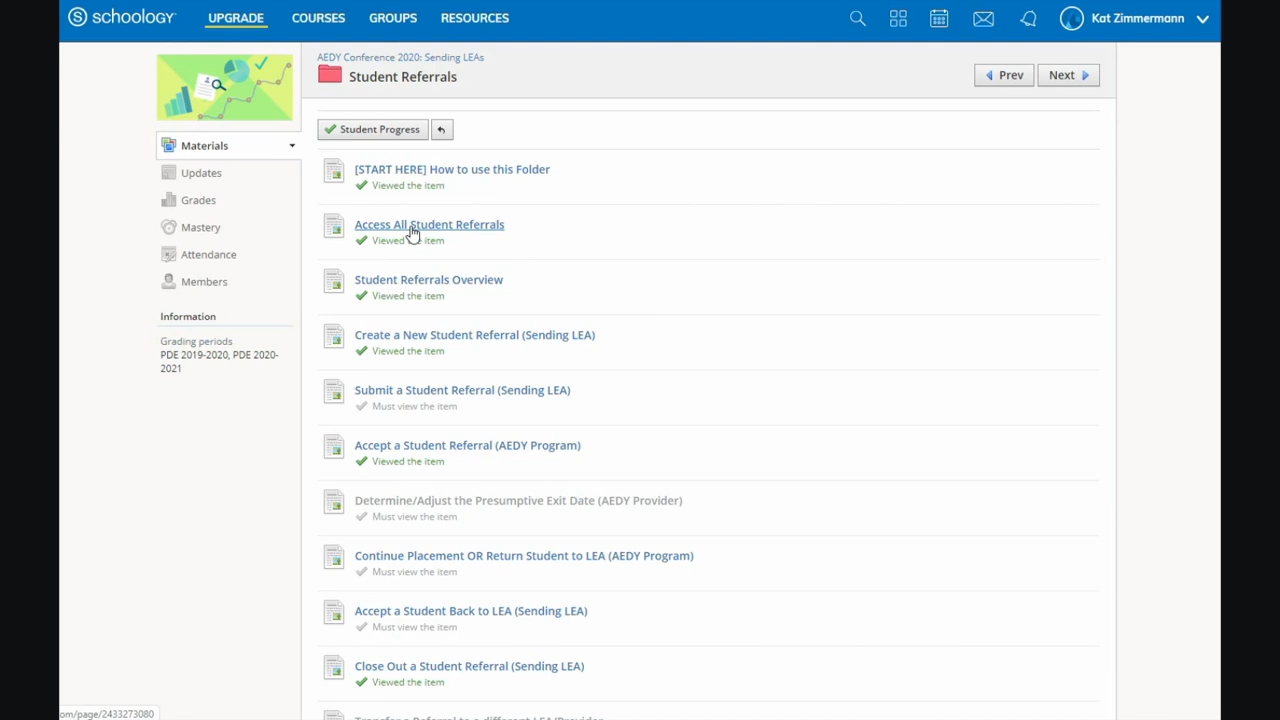 schoology
UPGRADE
COURSES
GROUPS
RESOURCES
Kat Zimmermann
AEDY Conference 2020: Sending LEAs
Student Referrals
Prev
Next
Materials
Updates
Grades
Mastery
Attendance
Members
Information
Grading periods
PDE 2019-2020, PDE 2020-
2021
Student Progress
[START HERE] How to use this Folder
Viewed the item
Access All Student Referrals
Viewed the item
Student Referrals Overview
Viewed the item
Create a New Student Referral (Sending LEA)
Viewed the item
Submit a Student Referral (Sending LEA)
Must view the item
Accept a Student Referral (AEDY Program)
Viewed the item
Determine/Adjust the Presumptive Exit Date (AEDY Provider)
Must view the item
Continue Placement OR Return Student to LEA (AEDY Program)
Must view the item
Accept a Student Back to LEA (Sending LEA)
Must view the item
Close Out a Student Referral (Sending LEA)
Viewed the item
Transfer a Referral to a different LEA/Provider
om/page/2433273080